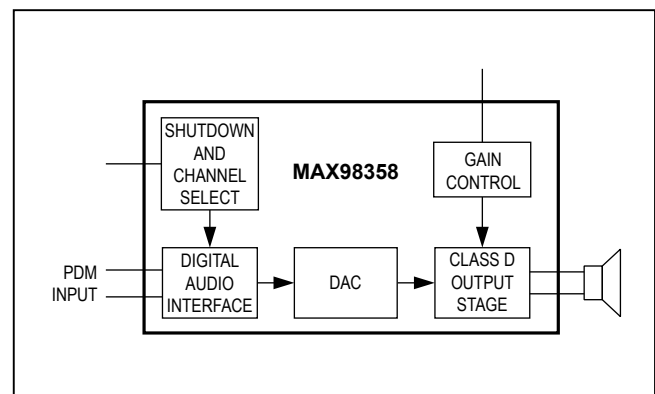 SHUTDOWN
AND
CHANNEL
SELECT
MAX98358
GAIN
CONTROL
PDM
INPUT
DIGITAL
AUDIO
INTERFACE
DAC
CLASS D
OUTPUT
STAGE